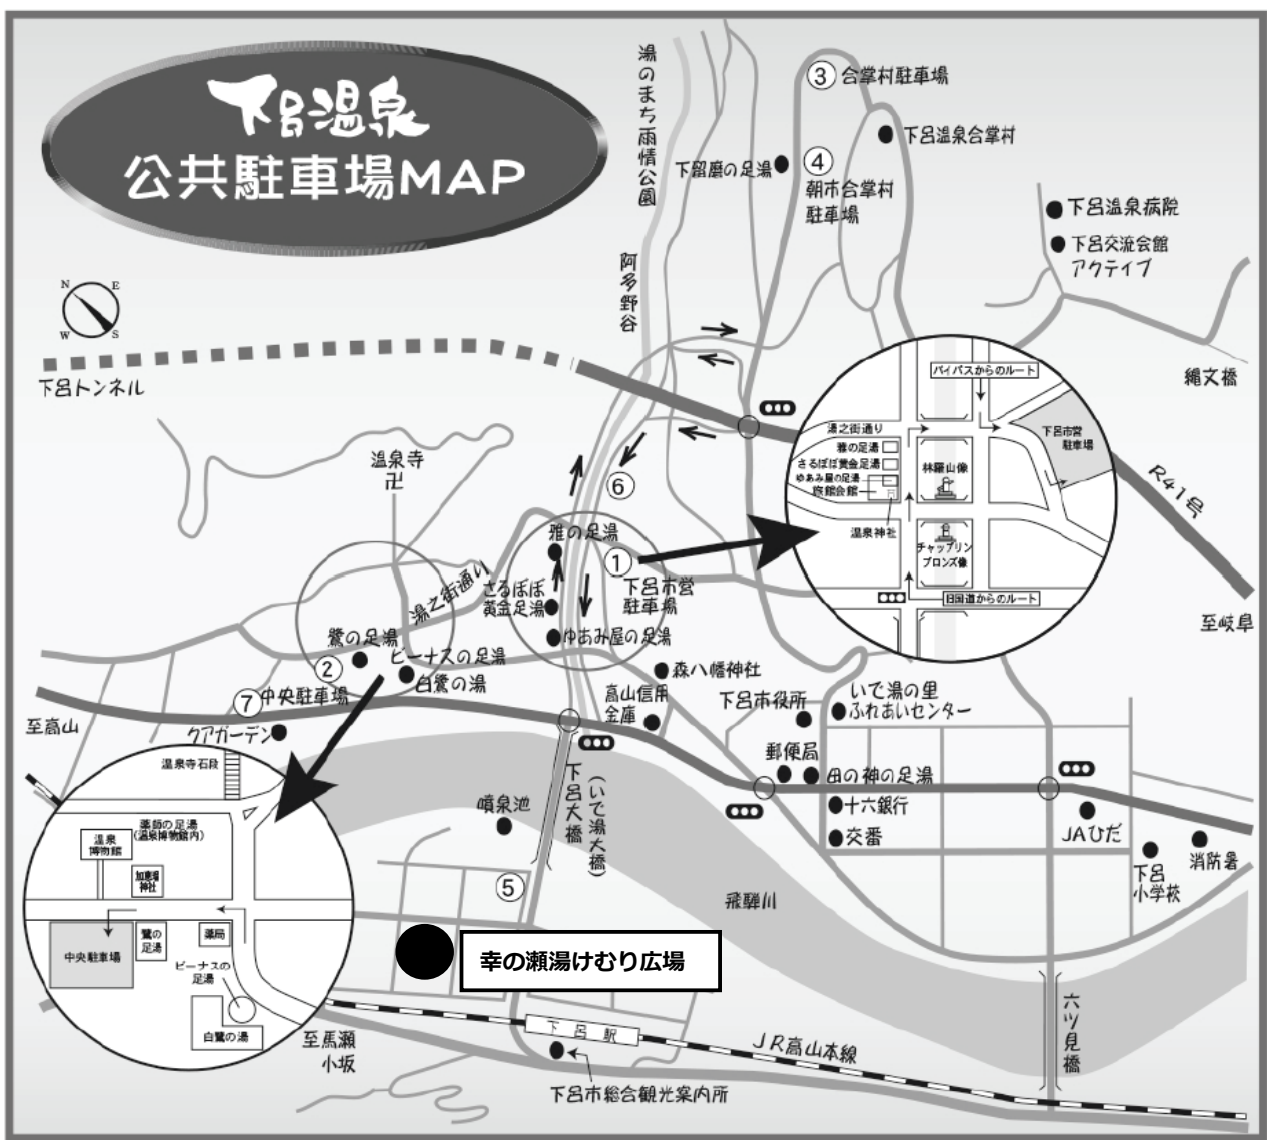 下呂温泉
公共駐車場MAP
湯のまち雨情公園
③ 合掌村駐車場
下呂温泉合掌村
下留磨の足湯
④
朝市合掌村
駐車場
下呂温泉病院
下呂交流会館
アクティブ
阿多野谷
N
E
W
S
下呂トンネル
縄文橋
バイパスからのルート
湯之街通り
雅の足湯
さるぼぼ黄金足湯
ゆあみ屋の足湯
旅館会館
林羅山像
下呂市営
駐車場
温泉神社
チャップリン
ブロンズ像
旧国道からのルート
R41号
至岐阜
温泉寺
卍
⑥
雅の足湯
①
下呂市営
駐車場
さるぼぼ
黄金足湯
湯之街通り
ゆあみ屋の足湯
鷺の足湯
②
ビーナスの足湯
白鷺の湯
⑦ 中央駐車場
森八幡神社
高山信用
金庫
下呂市役所
いで湯の里
ふれあいセンター
至高山
クアガーデン
郵便局
田の神の足湯
十六銀行
交番
JAひだ
下呂
小学校
消防署
温泉寺石段
薬師の足湯
(温泉博物館内)
温泉
博物館
加恵瑠
神社
中央駐車場
鷺の
足湯
薬局
ビーナスの
足湯
白鷺の湯
噴泉池
下呂大橋
(いで湯大橋)
⑤
飛騨川
幸の瀬湯けむり広場
六ツ見橋
至馬瀬
小坂
下呂駅
JR高山本線
下呂市総合観光案内所